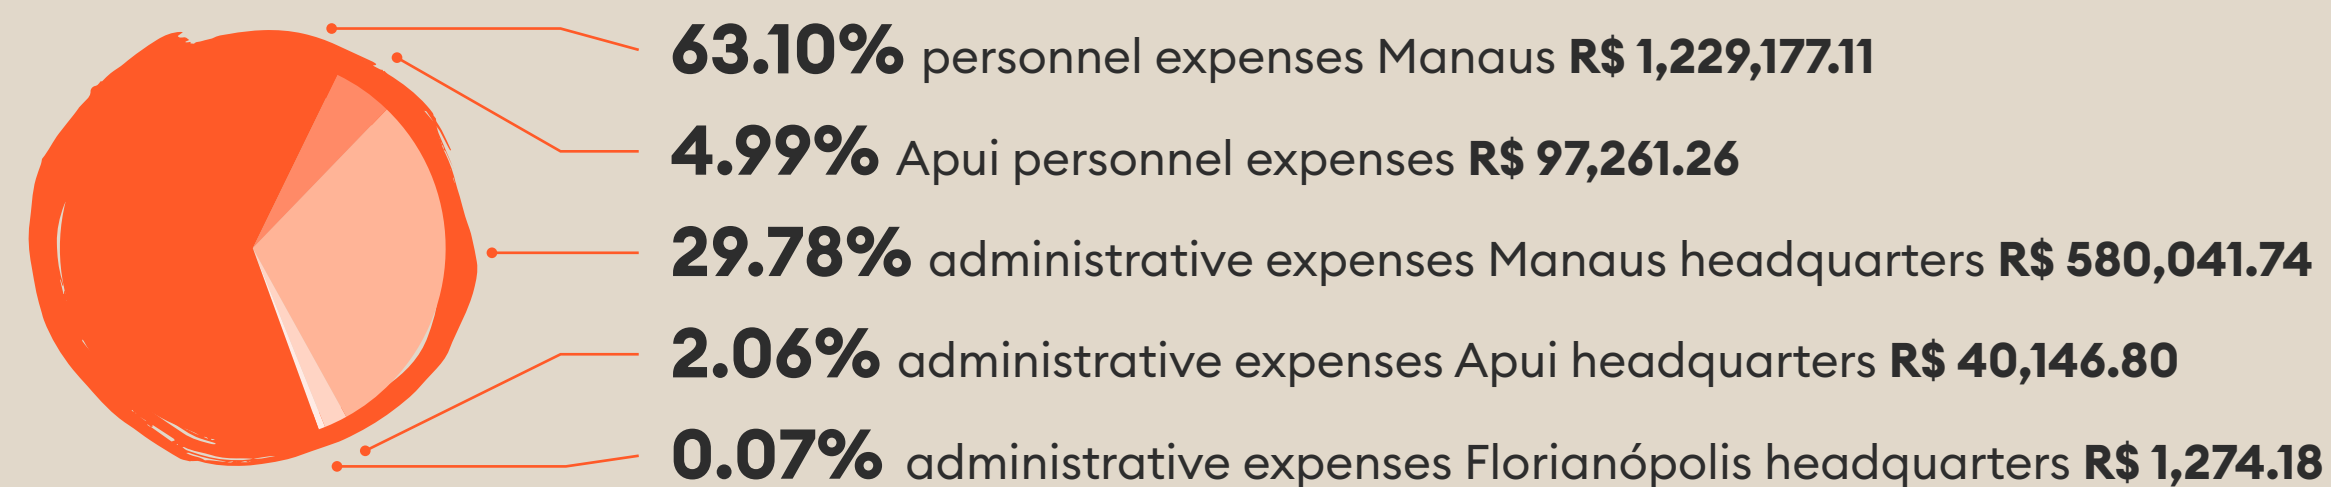 63.10% personnel expenses Manaus R$ 1,229,177.11
4.99% Apui personnel expenses R$ 97,261.26
29.78% administrative expenses Manaus headquarters R$ 580,041.74
2.06% administrative expenses Apui headquarters R$ 40,146.80
0.07% administrative expenses Florianópolis headquarters R$ 1,274.18